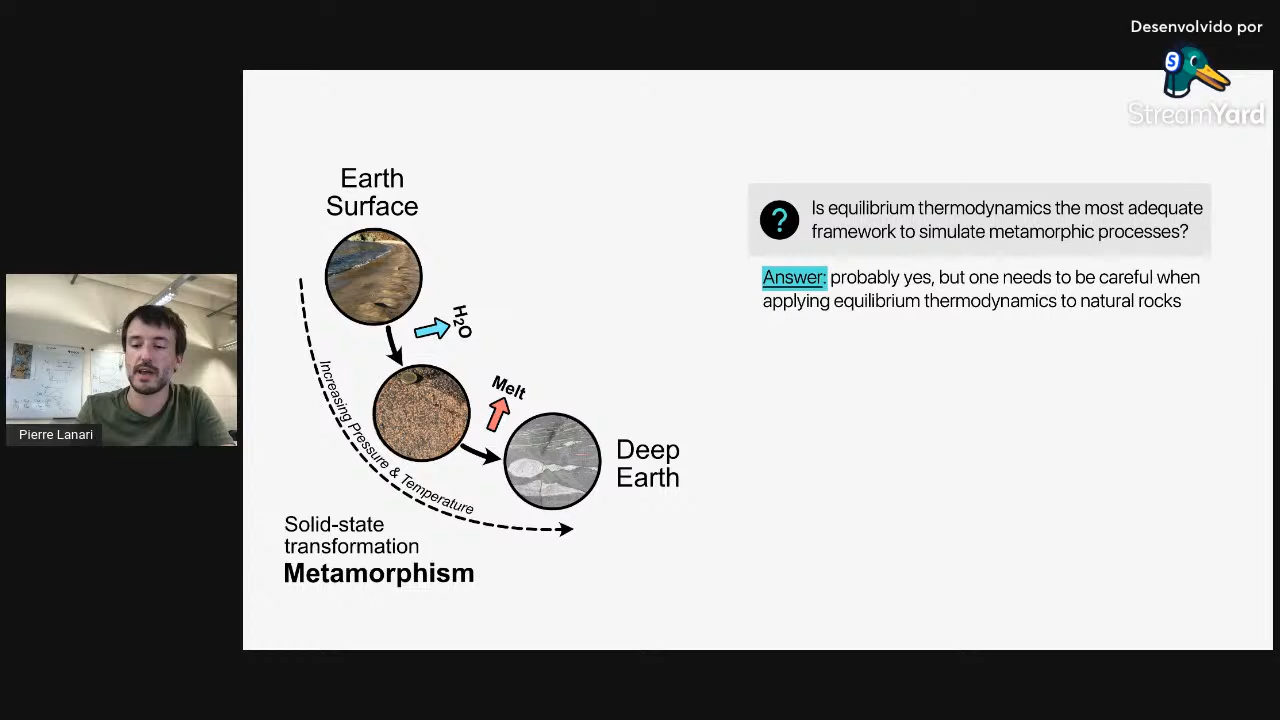 Desenvolvido por
StreamYard
Earth
Surface
?
Is equilibrium thermodynamics the most adequate
framework to simulate metamorphic processes?
Answer: probably yes, but one needs to be careful when
applying equilibrium thermodynamics to natural rocks
H₂O
Melt
Increasing Pressure & Temperature
Deep
Earth
Solid-state
transformation
Metamorphism
Pierre Lanari